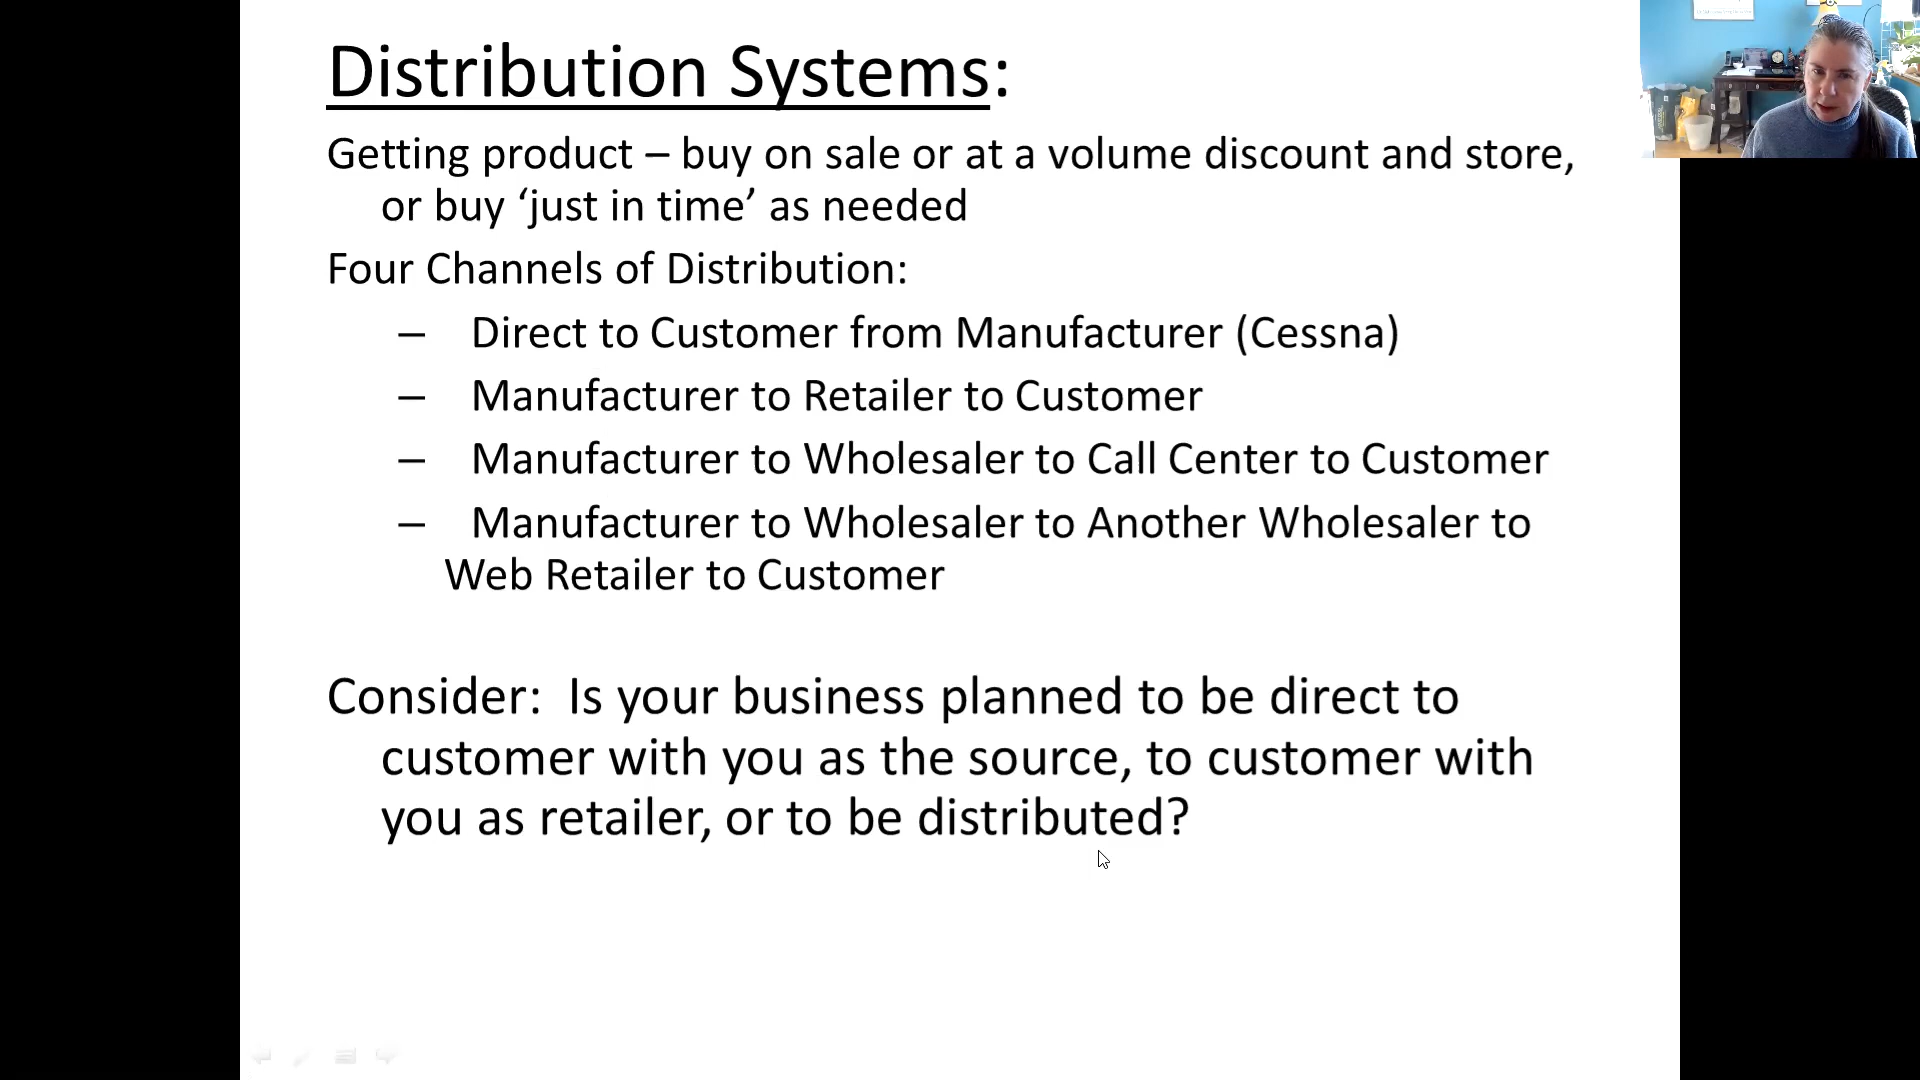 Distribution Systems:
Getting product – buy on sale or at a volume discount and store,
or buy ‘just in time’ as needed
Four Channels of Distribution:
– Direct to Customer from Manufacturer (Cessna)
– Manufacturer to Retailer to Customer
– Manufacturer to Wholesaler to Call Center to Customer
– Manufacturer to Wholesaler to Another Wholesaler to
Web Retailer to Customer
Consider:  Is your business planned to be direct to
customer with you as the source, to customer with
you as retailer, or to be distributed?